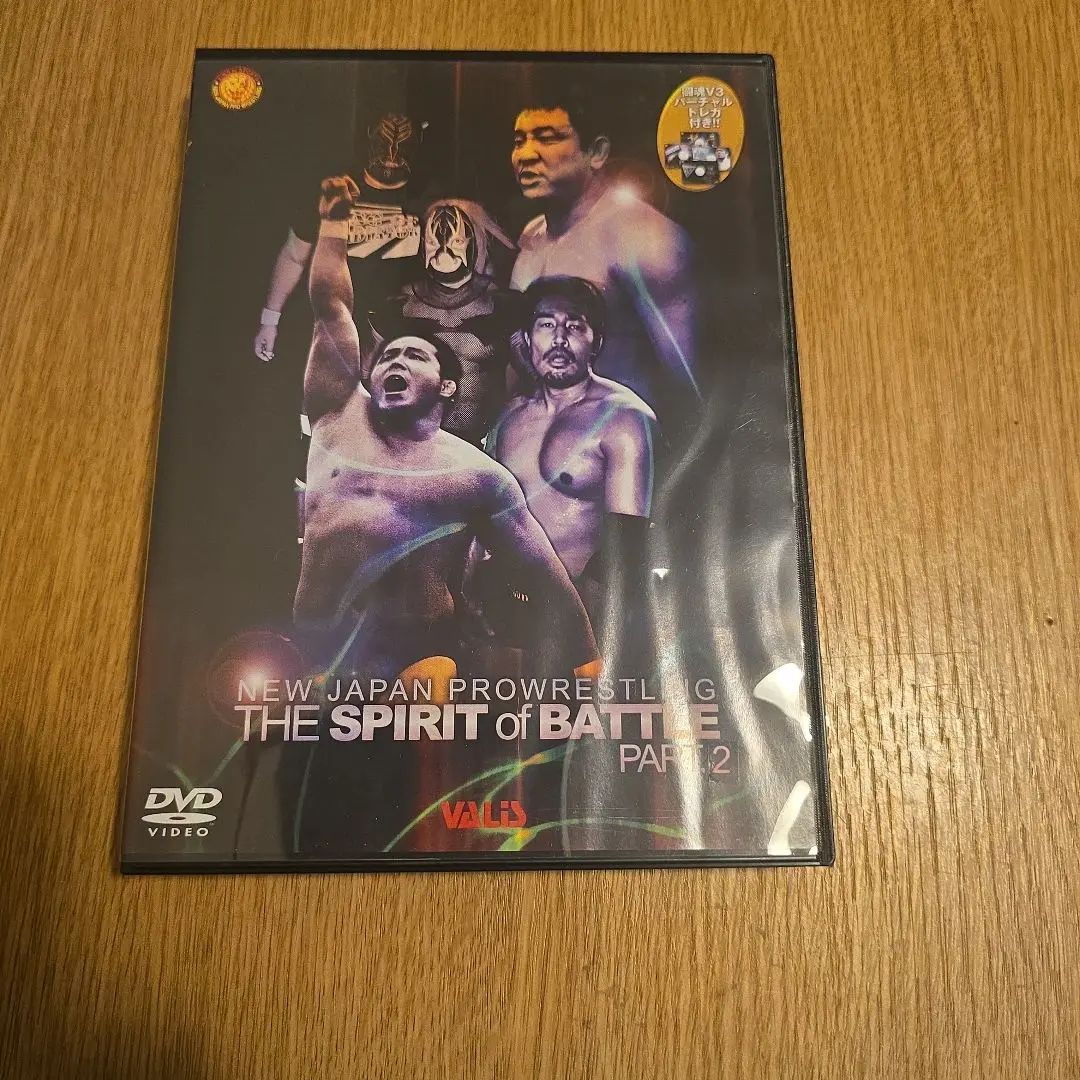 闘魂V3
バーチャル
トレカ
付き!!
NEW JAPAN PROWRESTLING
THE SPIRIT of BATTLE
PART 2
DVD
VIDEO
VALiS